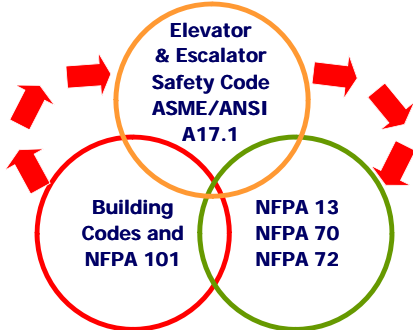 Elevator
& Escalator
Safety Code
ASME/ANSI
A17.1
Building
Codes and
NFPA 101
NFPA 13
NFPA 70
NFPA 72